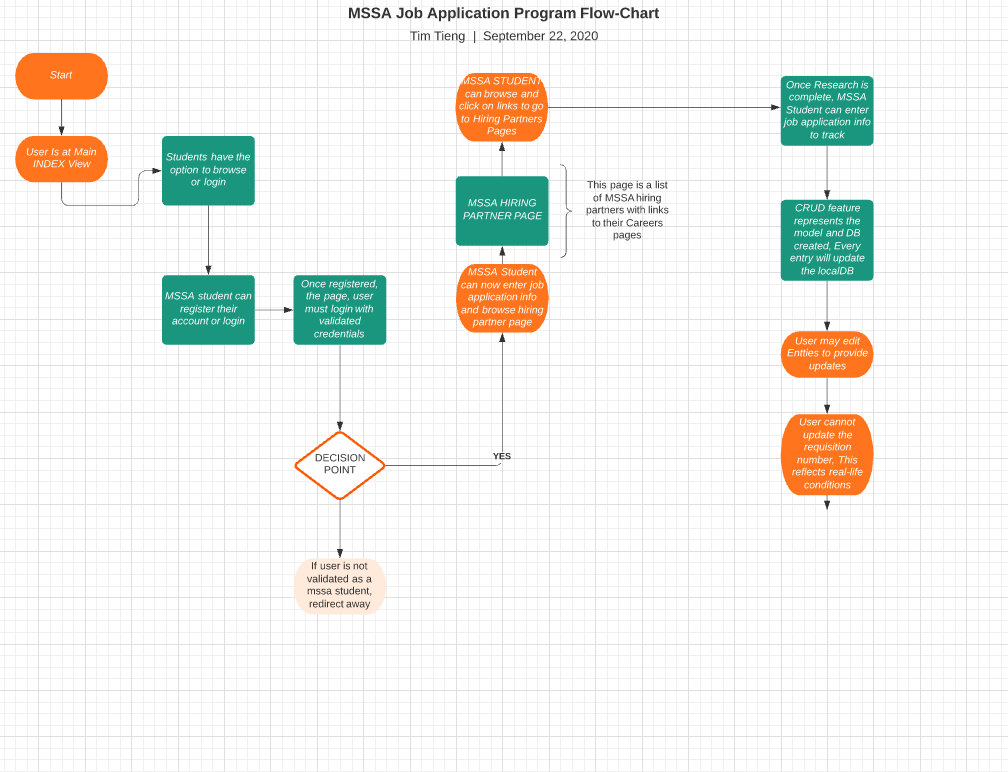 MSSA Job Application Program Flow-Chart
Tim Tieng | September 22, 2020
Start
User Is at Main
INDEX View
Students have the
option to browse
or login
MSSA student can
register their
account or login
Once registered,
the page, user
must login with
validated
credentials
DECISION
POINT
YES
If user is not
validated as a
mssa student,
redirect away
MSSA Student
can now enter job
application info
and browse hiring
partner page
MSSA HIRING
PARTNER PAGE
This page is a list
of MSSA hiring
partners with links
to their Careers
pages
MSSA STUDENT
can browse and
click on links to go
to Hiring Partners
Pages
Once Research is
complete, MSSA
Student can enter
job application info
to track
CRUD feature
represents the
model and DB
created, Every
entry will update
the localDB
User may edit
Entties to provide
updates
User cannot
update the
requisition
number, This
reflects real-life
conditions